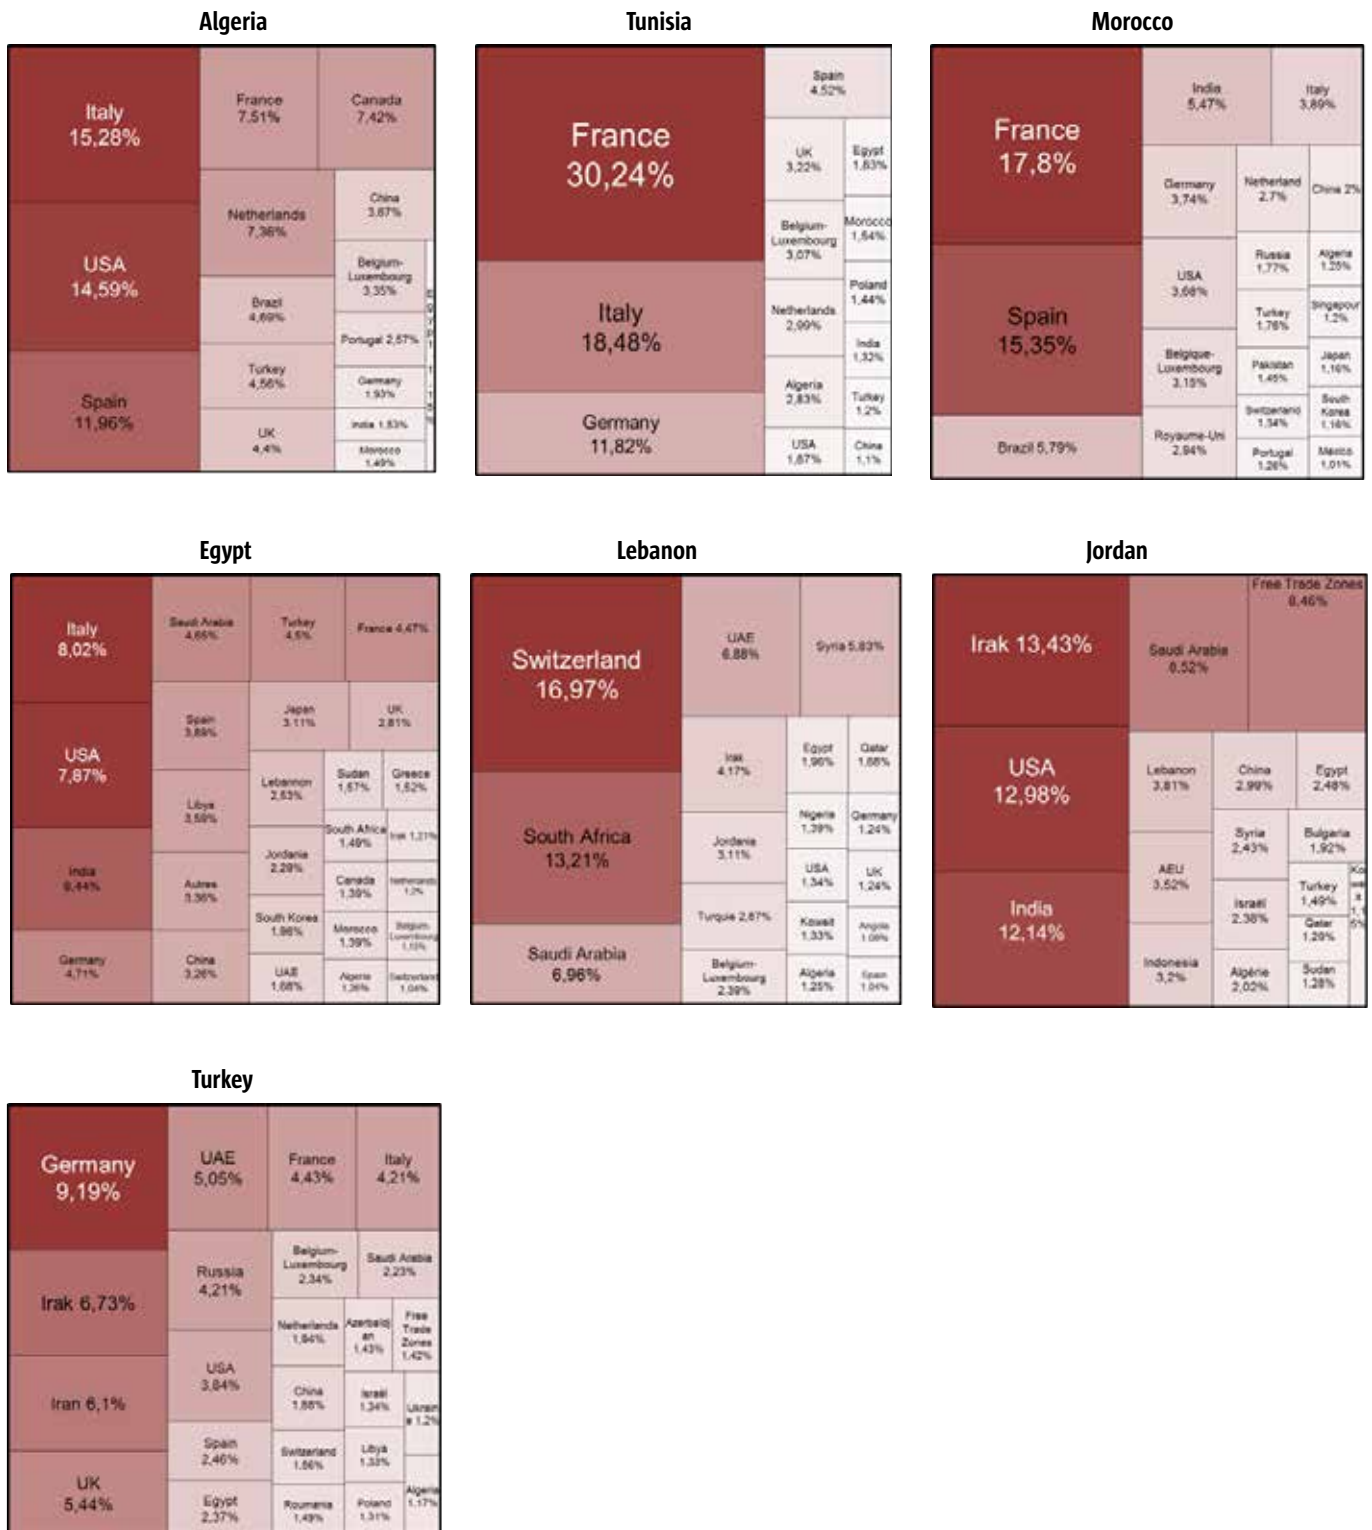 Algeria
Italy
15,28%
USA
14,59%
Spain
11,96%
France
7,51%
Canada
7,42%
Netherlands
7,36%
Brazil
4,69%
Turkey
4,56%
UK
4,4%
China
3,87%
Belgium-
Luxembourg
3,35%
Portugal 2,57%
Germany
1,93%
India 1,53%
Morocco
1,49%
Tunisia
France
30,24%
Italy
18,48%
Germany
11,82%
Spain
4,52%
UK
3,22%
Belgium-
Luxembourg
3,07%
Netherlands
2,99%
Algeria
2,83%
USA
1,87%
Egypt
1,83%
Morocco
1,54%
Poland
1,44%
India
1,32%
Turkey
1,2%
China
1,1%
Morocco
France
17,8%
Spain
15,35%
Brazil 5,79%
India
5,47%
Italy
3,89%
Germany
3,74%
USA
3,68%
Belgique-
Luxembourg
3,15%
Royaume-Uni
2,94%
Netherland
2,7%
China 2%
Russia
1,77%
Turkey
1,76%
Pakistan
1,45%
Switzerland
1,34%
Portugal
1,26%
Algeria
1,25%
Singapour
1,2%
Japan
1,16%
South
Korea
1,16%
Mexico
1,01%
Egypt
Italy
8,02%
USA
7,87%
India
6,44%
Germany
4,71%
Saudi Arabia
4,65%
Turkey
4,5%
France 4,47%
Spain
3,89%
Libya
3,59%
Autres
3,36%
China
3,26%
Japan
3,11%
UK
2,81%
Lebannon
2,53%
Jordania
2,29%
South Korea
1,96%
UAE
1,68%
Sudan
1,67%
Greece
1,52%
South Africa
1,49%
Irak 1,21%
Canada
1,39%
Netherlands
1,2%
Morocco
1,39%
Belgium-
Luxembourg
Algeria
1,36%
Switzerland
1,04%
Lebanon
Switzerland
16,97%
South Africa
13,21%
Saudi Arabia
6,96%
UAE
6,88%
Syria 5,83%
Irak
4,17%
Jordania
3,11%
Turquie 2,87%
Belgium-
Luxembourg
2,39%
Egypt
1,96%
Qatar
1,68%
Nigeria
1,39%
Germany
1,24%
USA
1,34%
UK
1,24%
Kowait
1,33%
Angola
Algeria
1,25%
Spain
1,04%
Jordan
Irak 13,43%
USA
12,98%
India
12,14%
Saudi Arabia
8,52%
Free Trade Zones
8,46%
Lebanon
3,81%
AEU
3,52%
Indonesia
3,2%
China
2,99%
Egypt
2,48%
Syria
2,43%
Israël
2,38%
Algérie
2,02%
Bulgaria
1,92%
Turkey
1,49%
Qatar
1,29%
Sudan
1,28%
Turkey
Germany
9,19%
Irak 6,73%
Iran 6,1%
UK
5,44%
UAE
5,05%
France
4,43%
Italy
4,21%
Russia
4,21%
USA
3,84%
Spain
2,46%
Egypt
2,37%
Belgium-
Luxembourg
2,34%
Saudi Arabia
2,23%
Netherlands
1,94%
China
1,88%
Switzerland
1,56%
Roumania
1,49%
Azerbaïdj
an
1,43%
Free
Trade
Zones
1,42%
Israël
1,34%
Libya
1,33%
Poland
1,31%
Ukrain
e 1,2%
Algeria
1,17%